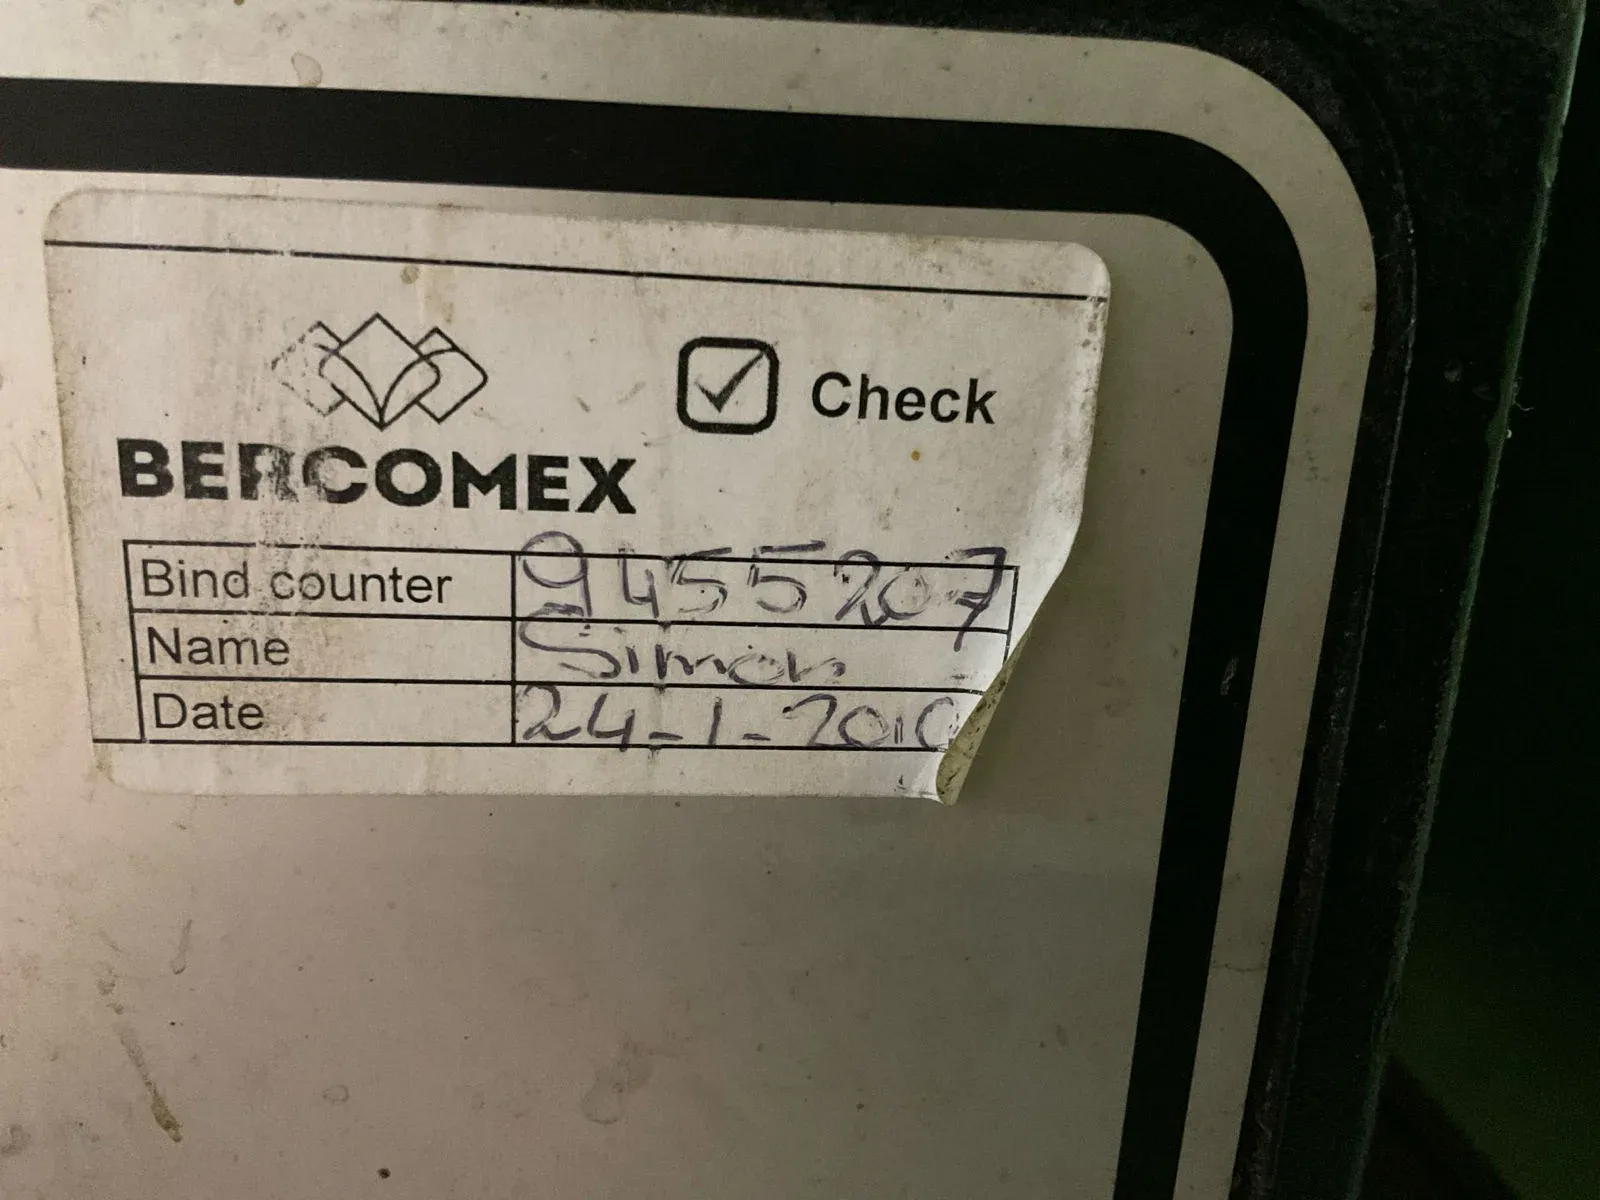 BERCOMEX
Check
Bind counter 9455207
Name Simon
Date 24-1-2010